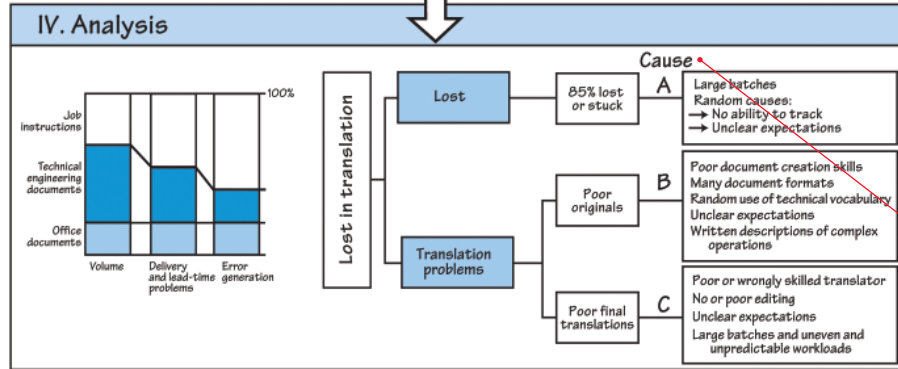 IV. Analysis
100%
Job
instructions
Technical
engineering
documents
Office
documents
Volume
Delivery
and lead-time
problems
Error
generation
Lost in translation
Lost
Translation
problems
85% lost
or stuck
Poor
originals
Poor final
translations
Cause
A
Large batches
Random causes:
→ No ability to track
→ Unclear expectations
B
Poor document creation skills
Many document formats
Random use of technical vocabulary
Unclear expectations
Written descriptions of complex
operations
C
Poor or wrongly skilled translator
No or poor editing
Unclear expectations
Large batches and uneven and
unpredictable workloads